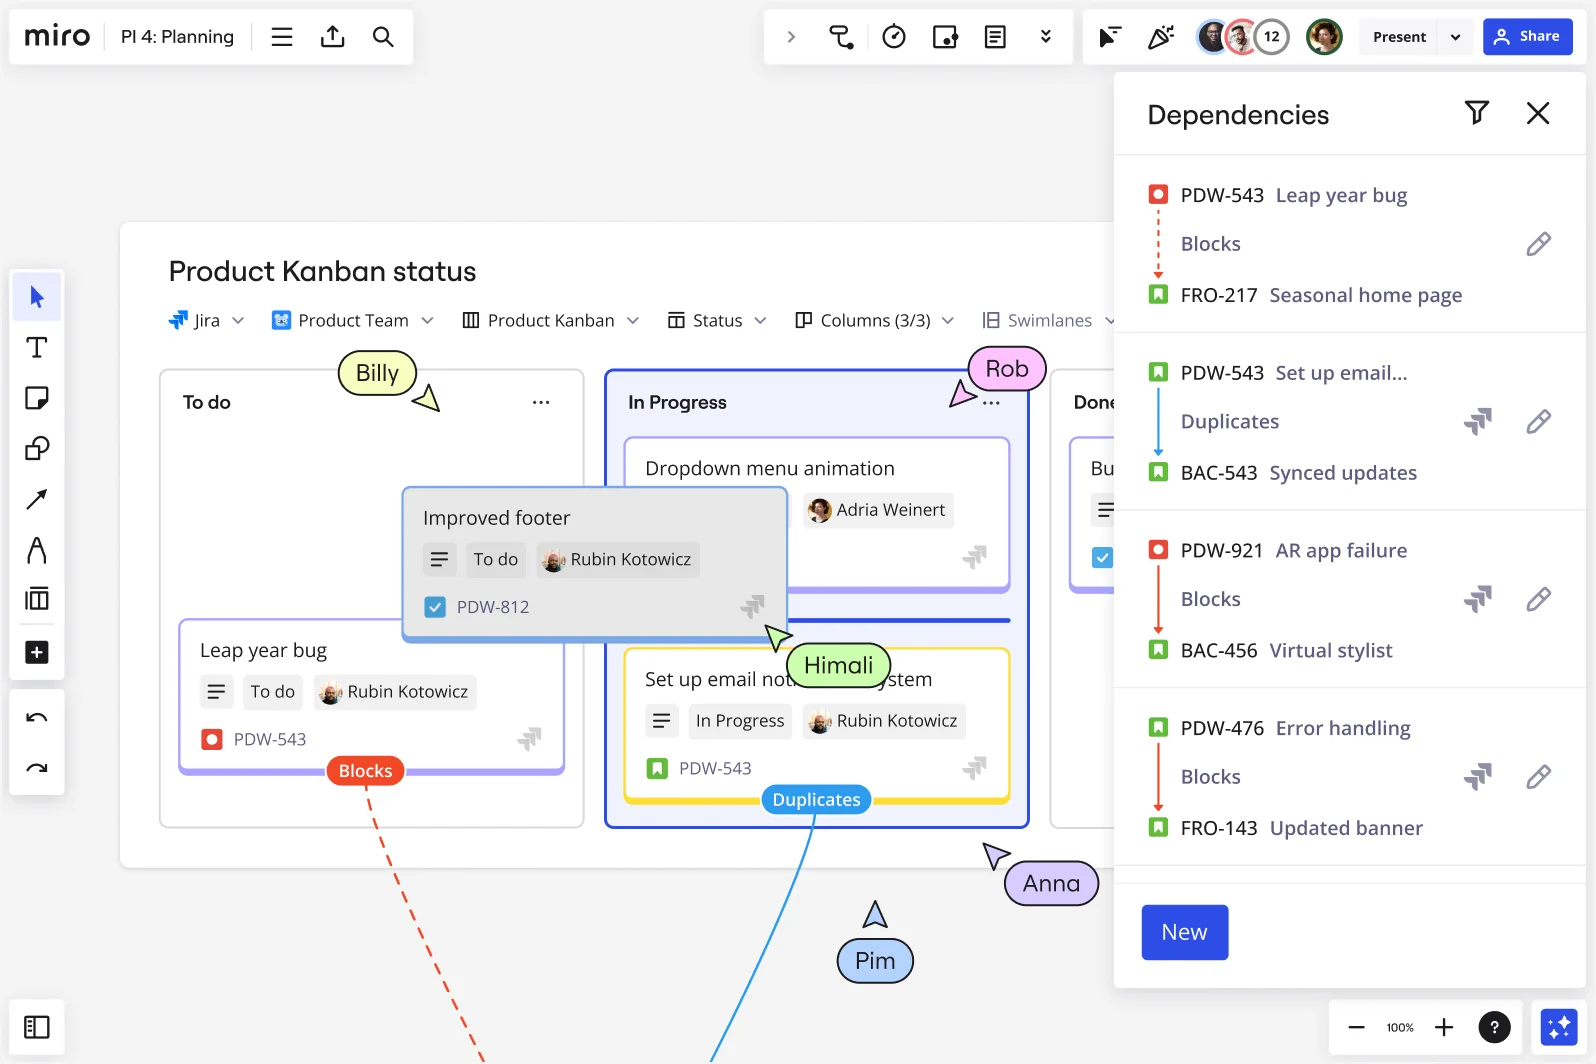 miro
PI 4: Planning
12
Present
Share
Dependencies
PDW-543 Leap year bug
Blocks
FRO-217 Seasonal home page
PDW-543 Set up email...
Duplicates
BAC-543 Synced updates
PDW-921 AR app failure
Blocks
BAC-456 Virtual stylist
PDW-476 Error handling
Blocks
FRO-143 Updated banner
New
Product Kanban status
Jira
Product Team
Product Kanban
Status
Columns (3/3)
Swimlanes
Billy
Rob
To do
In Progress
Done
Dropdown menu animation
Adria Weinert
Bu
Improved footer
To do
Rubin Kotowicz
PDW-812
Himali
Leap year bug
To do
Rubin Kotowicz
PDW-543
Blocks
Set up email not ystem
In Progress
Rubin Kotowicz
PDW-543
Duplicates
Anna
Pim
100%
?